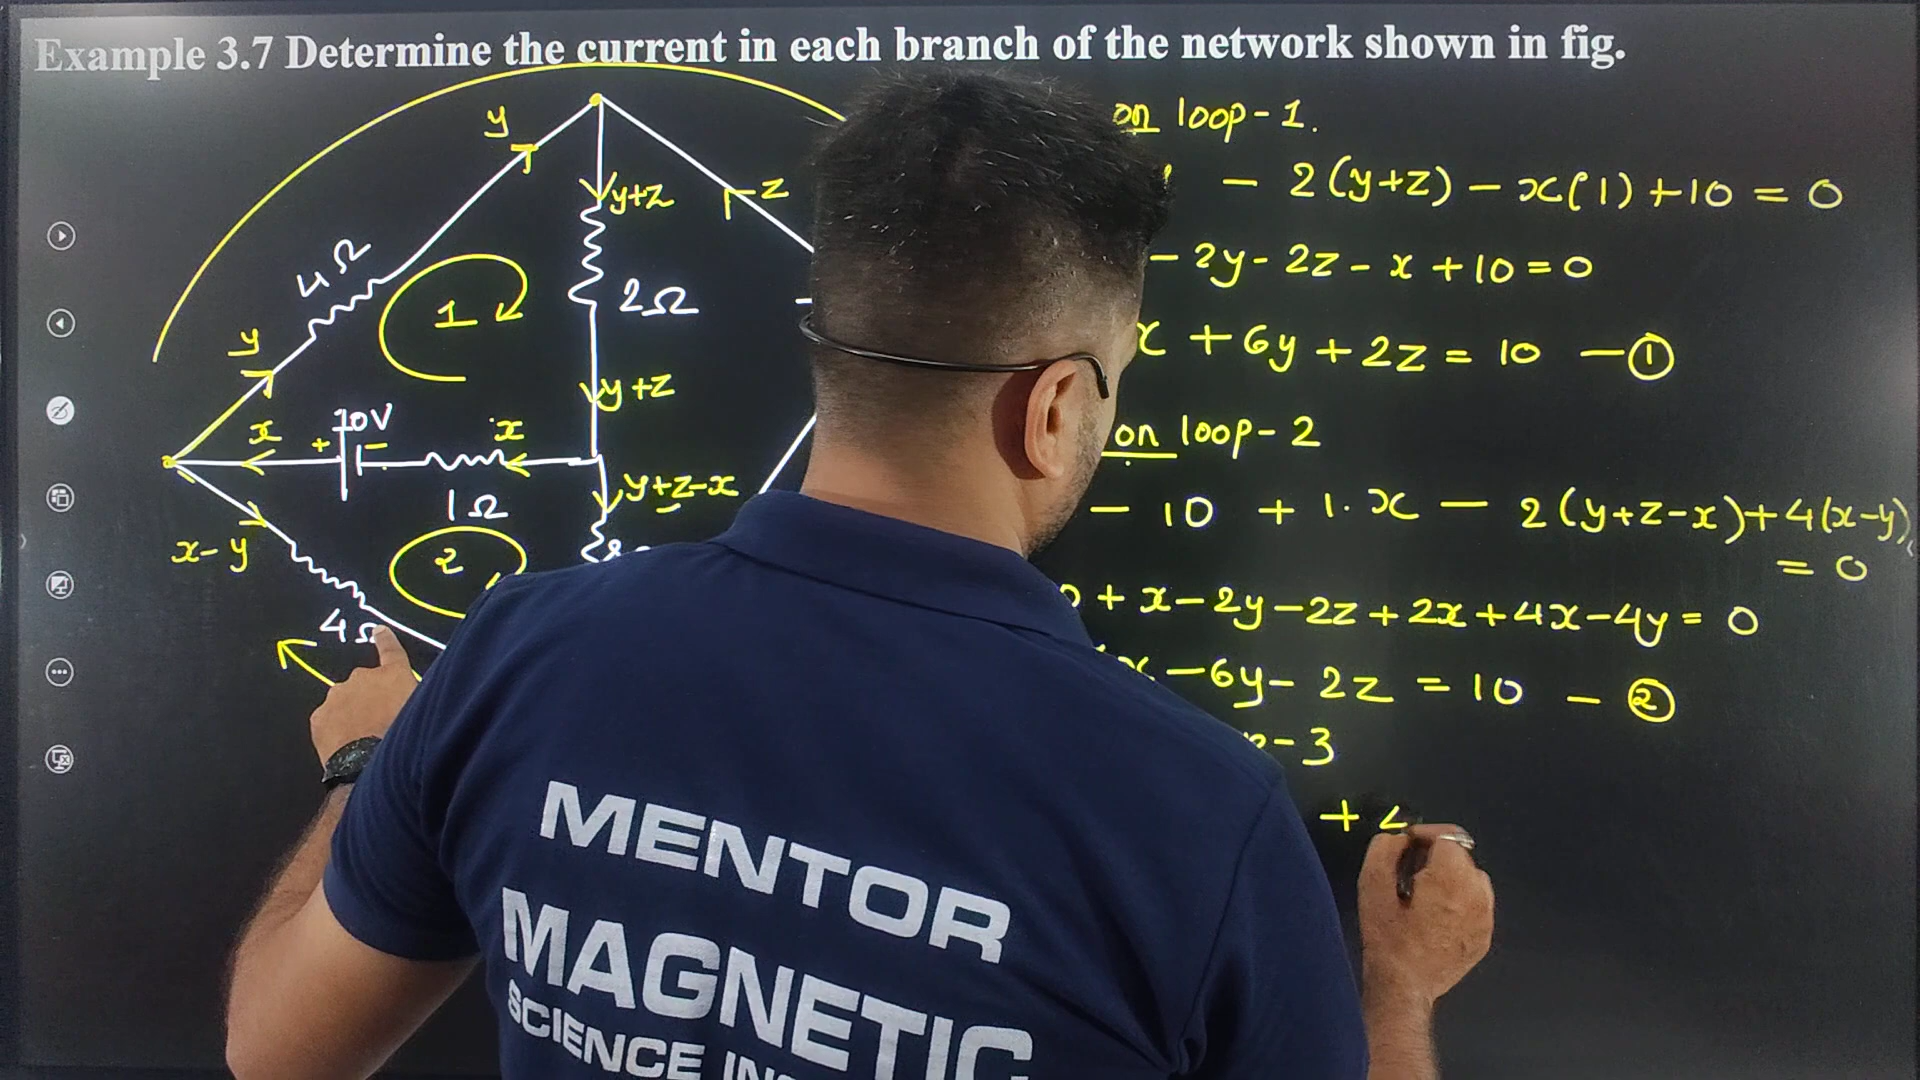 Example 3.7 Determine the current in each branch of the network shown in fig.
y
y+z
z
4Ω
1
2Ω
y
y+z
10V
x
+
-
x
1Ω
y+z-x
x-y
2
4Ω
on loop-1.
- 2(y+z) - x(1) + 10 = 0
- 2y - 2z - x + 10 = 0
x + 6y + 2z = 10 - ①
on loop-2
- 10 + 1.x - 2(y+z-x) + 4(x-y)
= 0
+ x - 2y - 2z + 2x + 4x - 4y = 0
- 6y - 2z = 10 - ②
- 3
+
MENTOR
MAGNETIC
SCIENCE